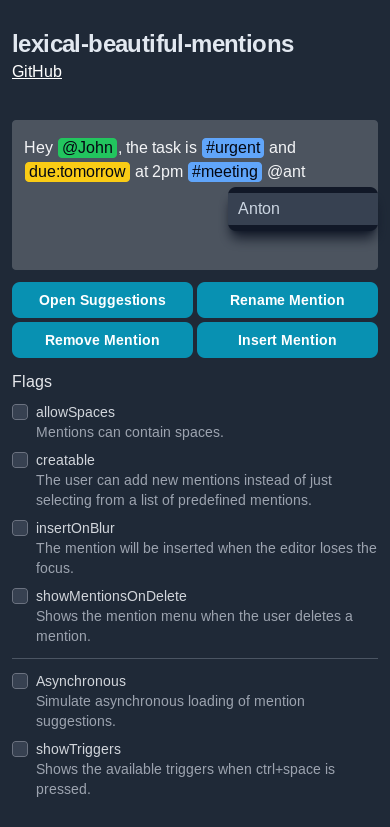 lexical-beautiful-mentions
GitHub
Hey @John, the task is #urgent and
due:tomorrow at 2pm #meeting @ant
Anton
Open Suggestions
Rename Mention
Remove Mention
Insert Mention
Flags
allowSpaces
Mentions can contain spaces.
creatable
The user can add new mentions instead of just
selecting from a list of predefined mentions.
insertOnBlur
The mention will be inserted when the editor loses the
focus.
showMentionsOnDelete
Shows the mention menu when the user deletes a
mention.
Asynchronous
Simulate asynchronous loading of mention
suggestions.
showTriggers
Shows the available triggers when ctrl+space is
pressed.